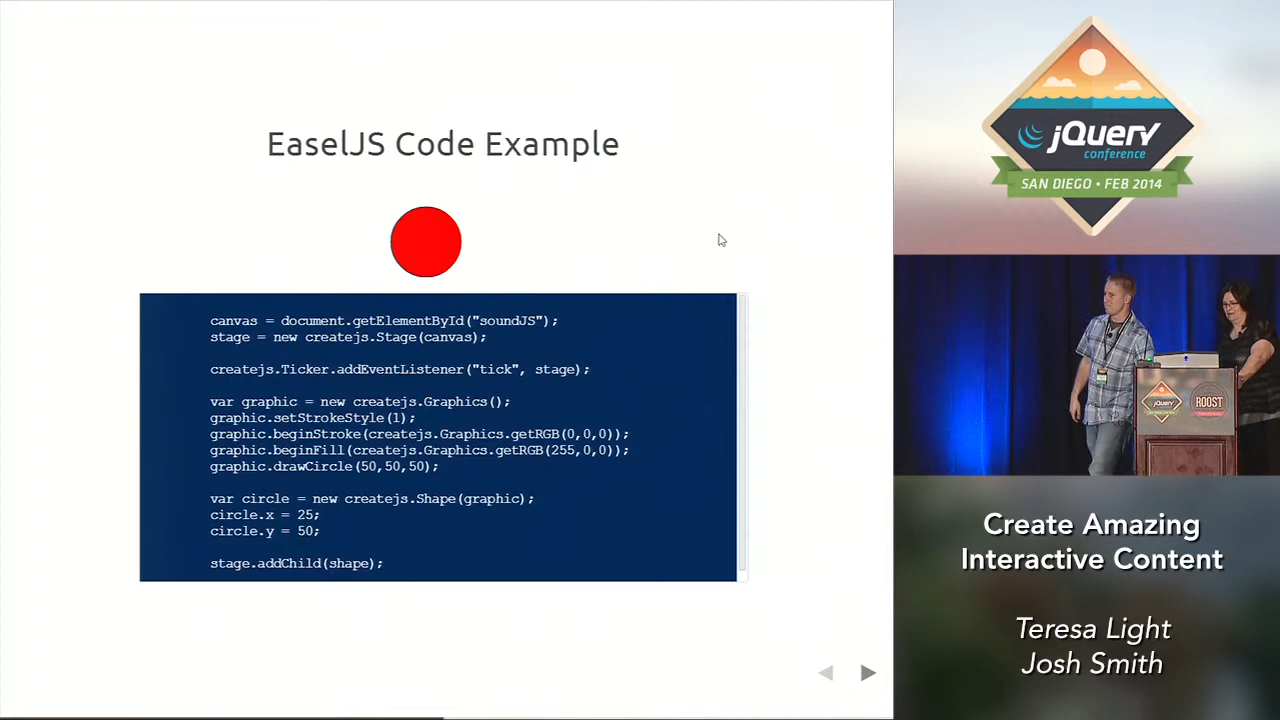 EaselJS Code Example
canvas = document.getElementById("soundJS");
stage = new createjs.Stage(canvas);
createjs.Ticker.addEventListener("tick", stage);
var graphic = new createjs.Graphics();
graphic.setStrokeStyle(1);
graphic.beginStroke(createjs.Graphics.getRGB(0,0,0));
graphic.beginFill(createjs.Graphics.getRGB(255,0,0));
graphic.drawCircle(50,50,50);
var circle = new createjs.Shape(graphic);
circle.x = 25;
circle.y = 50;
stage.addChild(shape);
jQuery
conference
SAN DIEGO • FEB 2014
jQuery
ROOST
Create Amazing
Interactive Content
Teresa Light
Josh Smith